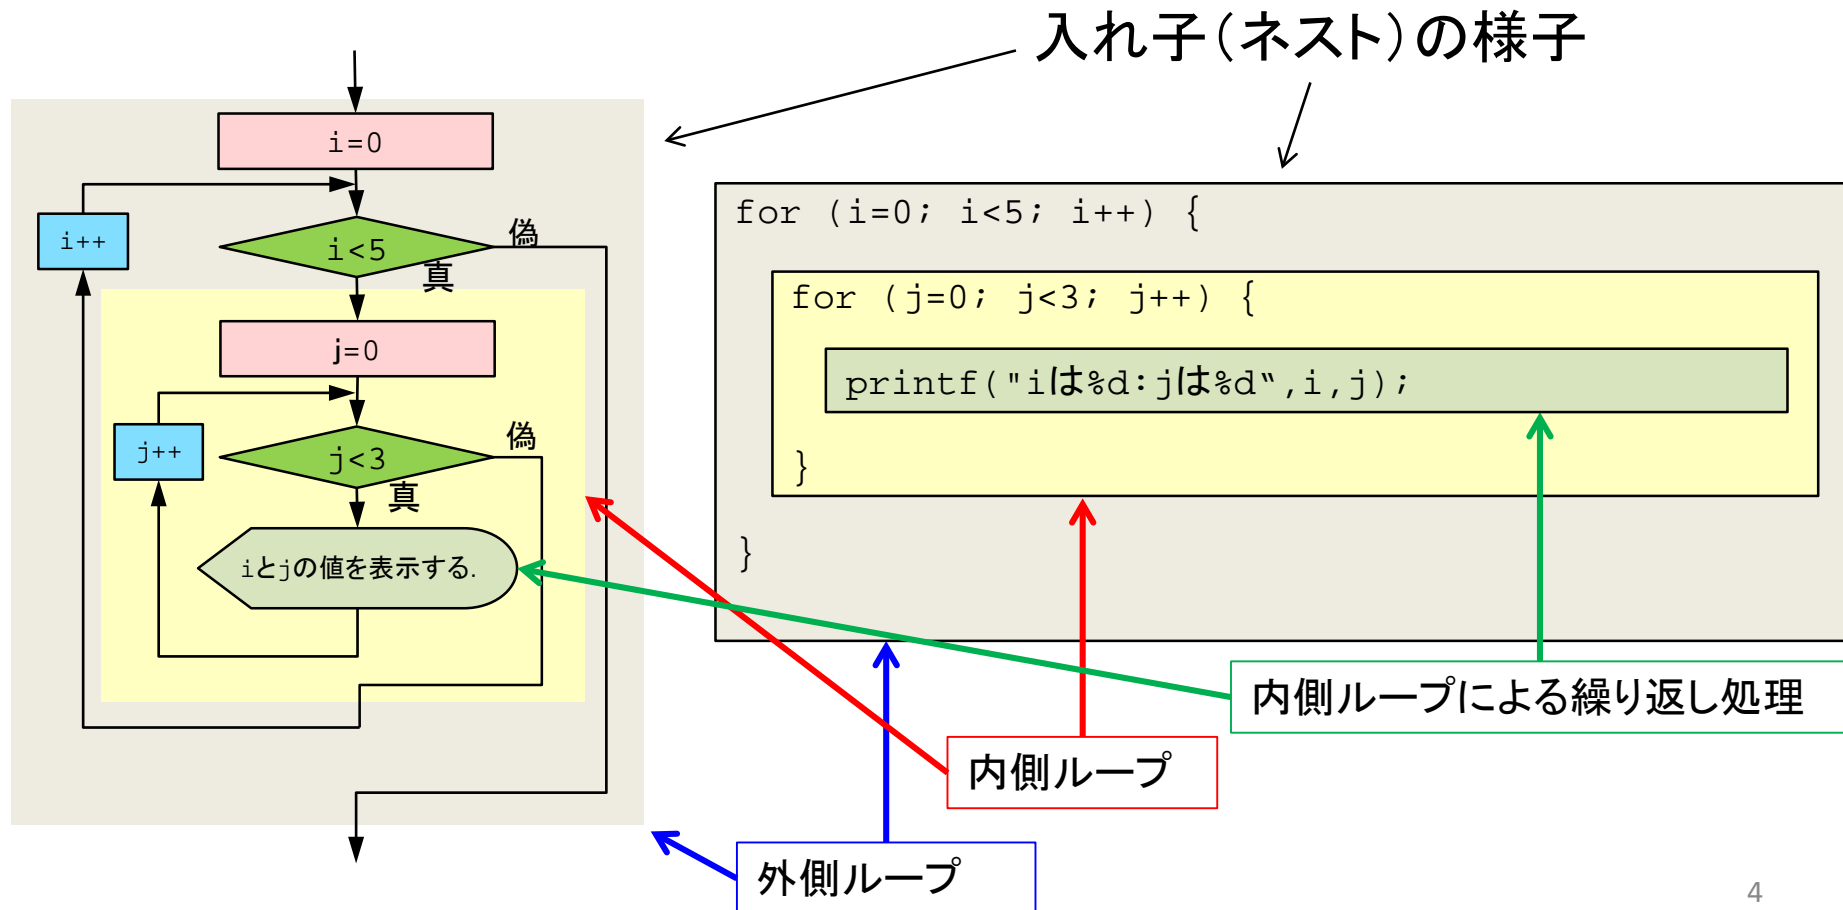 入れ子（ネスト）の様子
i=0
i++
i<5
偽
真
j=0
j++
j<3
偽
真
iとjの値を表示する.
for (i=0; i<5; i++) {
for (j=0; j<3; j++) {
printf("iは%d:jは%d‟,i,j);
}
}
内側ループによる繰り返し処理
内側ループ
外側ループ
4